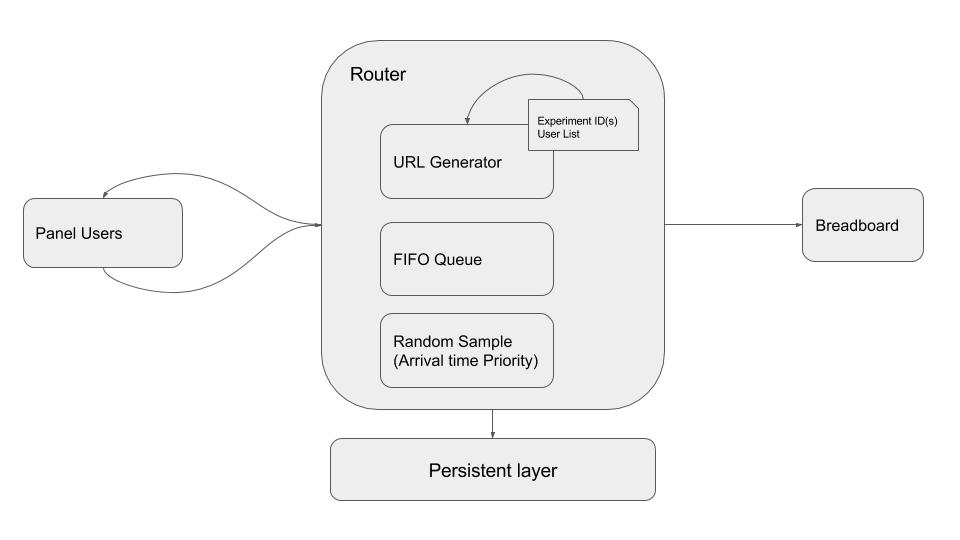 Router
Experiment ID(s)
User List
URL Generator
Panel Users
FIFO Queue
Breadboard
Random Sample
(Arrival time Priority)
Persistent layer